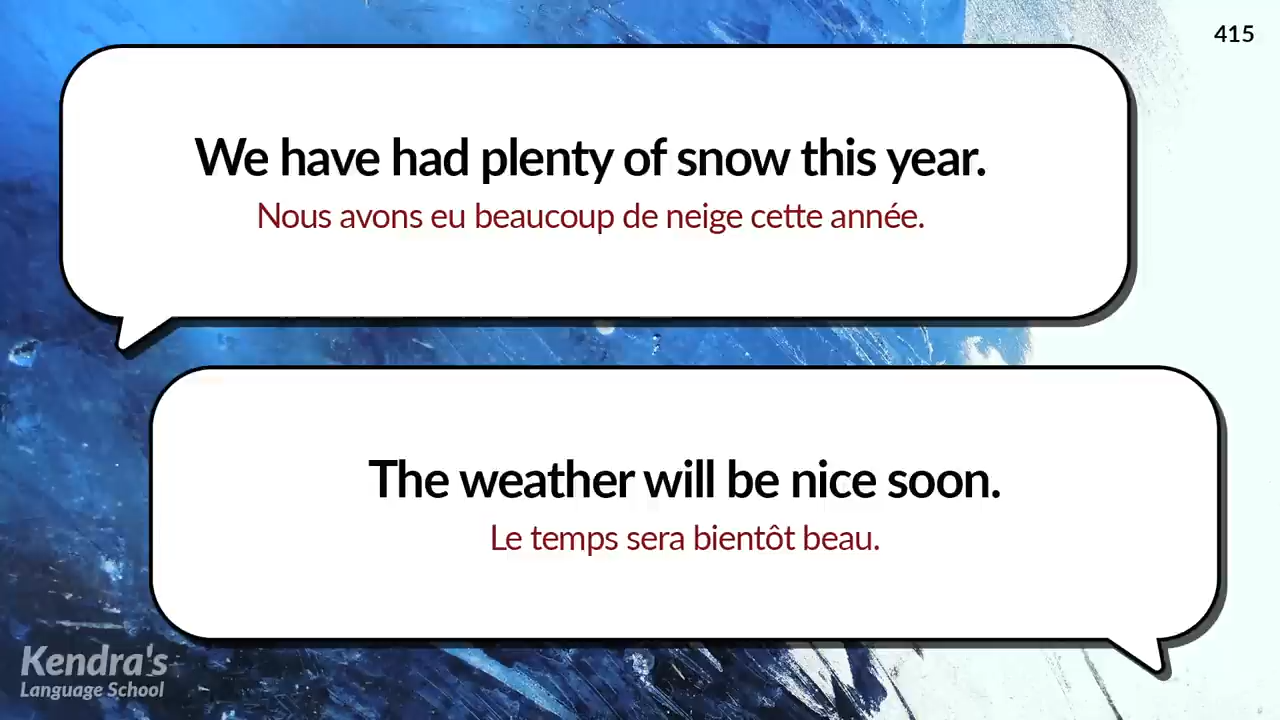 415
We have had plenty of snow this year.
Nous avons eu beaucoup de neige cette année.
The weather will be nice soon.
Le temps sera bientôt beau.
Kendra's
Language School